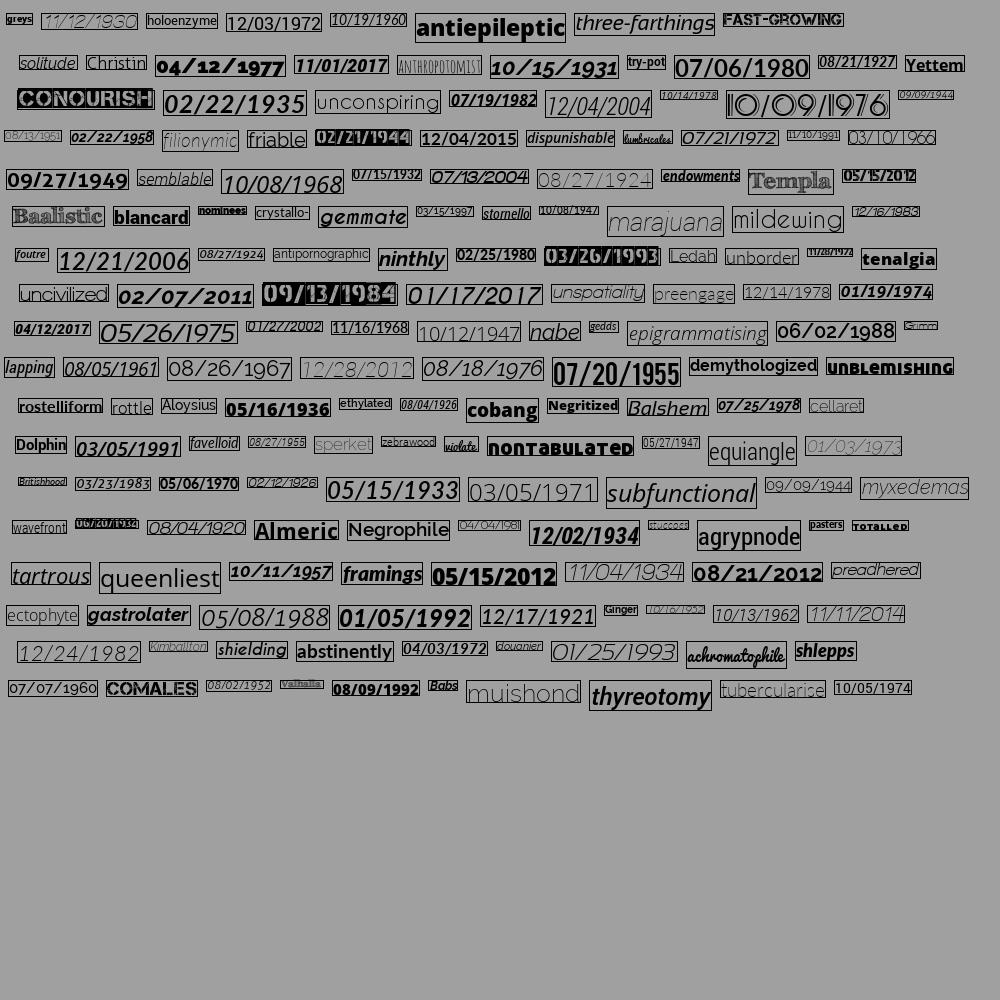 greys 11/12/1930 holoenzyme 12/03/1972 10/19/1960 antiepileptic three-farthings FAST-GROWING
solitude Christin 04/12/1977 11/01/2017 ANTHROPOTOMIST 10/15/1931 try-pot 07/06/1980 08/21/1927 Yettem
CONOURISH 02/22/1935 unconspiring 07/19/1982 12/04/2004 10/14/1978 10/09/1976 09/09/1944
08/13/1951 02/22/1958 filionymic friable 02/21/1944 12/04/2015 dispunishable lumbricales 07/21/1972 11/10/1991 03/10/1966
09/27/1949 semblable 10/08/1968 07/15/1932 07/13/2004 08/27/1924 endowments Templa 05/15/2012
Baalistic blancard nominees crystallo- gemmate 03/15/1997 stornello 10/08/1947 marajuana mildewing 12/16/1983
foutre 12/21/2006 08/27/1924 antipornographic ninthly 02/25/1980 03/26/1993 Ledah unborder 11/28/1972 tenalgia
uncivilized 02/07/2011 09/13/1984 01/17/2017 unspatiality preengage 12/14/1978 01/19/1974
04/12/2017 05/26/1975 01/27/2002 11/16/1968 10/12/1947 nabe gedds epigrammatising 06/02/1988 Grimm
lapping 08/05/1961 08/26/1967 12/28/2012 08/18/1976 07/20/1955 demythologized UNBLEMISHING
rostelliform rottle Aloysius 05/16/1936 ethylated 08/04/1926 cobang Negritized Balshem 07/25/1978 cellaret
Dolphin 03/05/1991 favelloid 08/27/1955 sperket zebrawood violate NONTABULATED 05/27/1947 equiangle 01/03/1973
Britishhood 03/23/1983 05/06/1970 02/12/1926 05/15/1933 03/05/1971 subfunctional 09/09/1944 myxedemas
wavefront 06/20/1932 08/04/1920 Almeric Negrophile 04/04/1981 12/02/1934 stuccoes agrypnode pasters TOTALLED
tartrous queenliest 10/11/1957 framings 05/15/2012 11/04/1934 08/21/2012 preadhered
ectophyte gastrolater 05/08/1988 01/05/1992 12/17/1921 Ginger 10/16/1952 10/13/1962 11/11/2014
12/24/1982 Kimballton shielding abstinently 04/03/1972 douanier 01/25/1993 achromatophile shlepps
07/07/1960 COMALES 08/02/1952 Valhalla 08/09/1992 Babs muishond thyreotomy tubercularise 10/05/1974